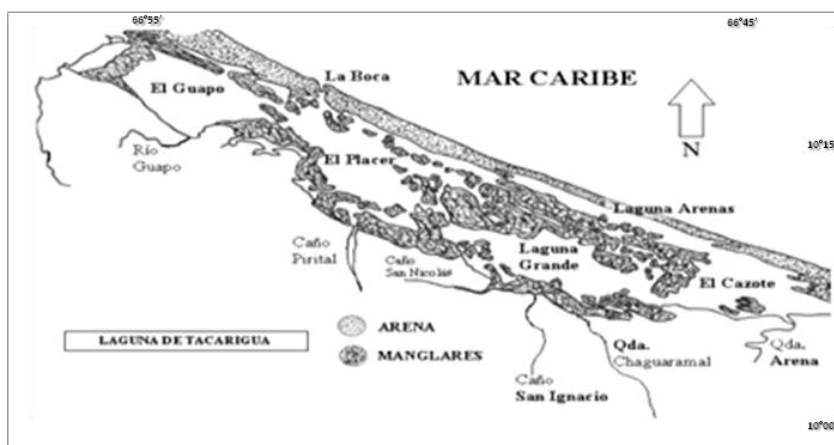 66°55'
66°45'
MAR CARIBE
La Boca
El Guapo
N
10°15
Río
Guapo
El Placer
Laguna Arenas
Caño
Pirital
Caño
San Nicolás
Laguna
Grande
El Cazote
ARENA
LAGUNA DE TACARIGUA
MANGLARES
Qda.
Chaguaramal
Qda.
Arena
Caño
San Ignacio
10°00